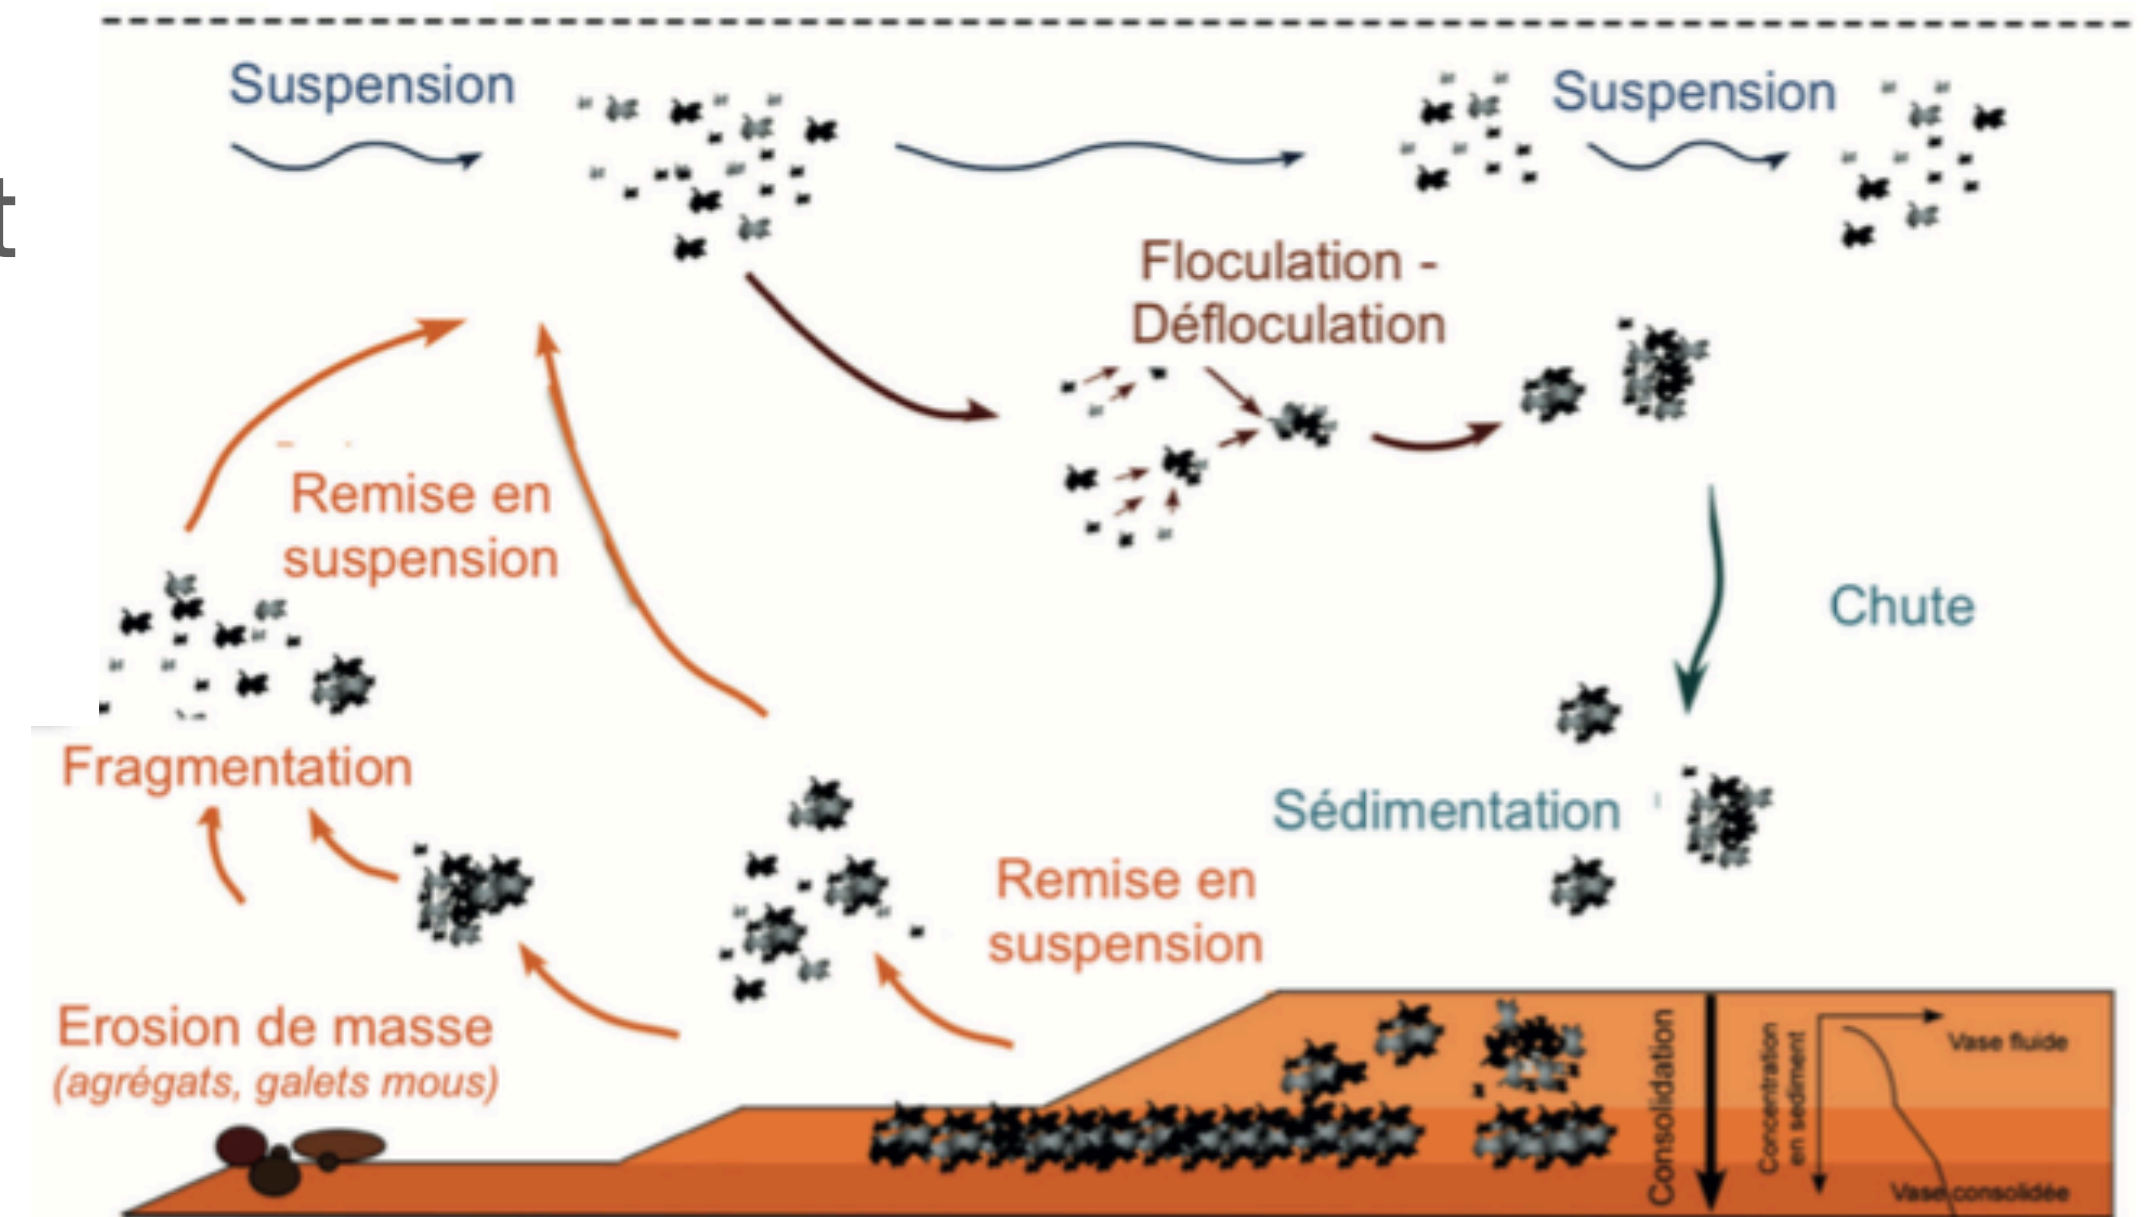 Suspension
Suspension
t
Floculation -
Défloculation
Remise en
suspension
Chute
Fragmentation
Sédimentation
Remise en
suspension
Erosion de masse
(agrégats, galets mous)
Consolidation
Concentration
en sediment
Vase fluide
Vase consolidée